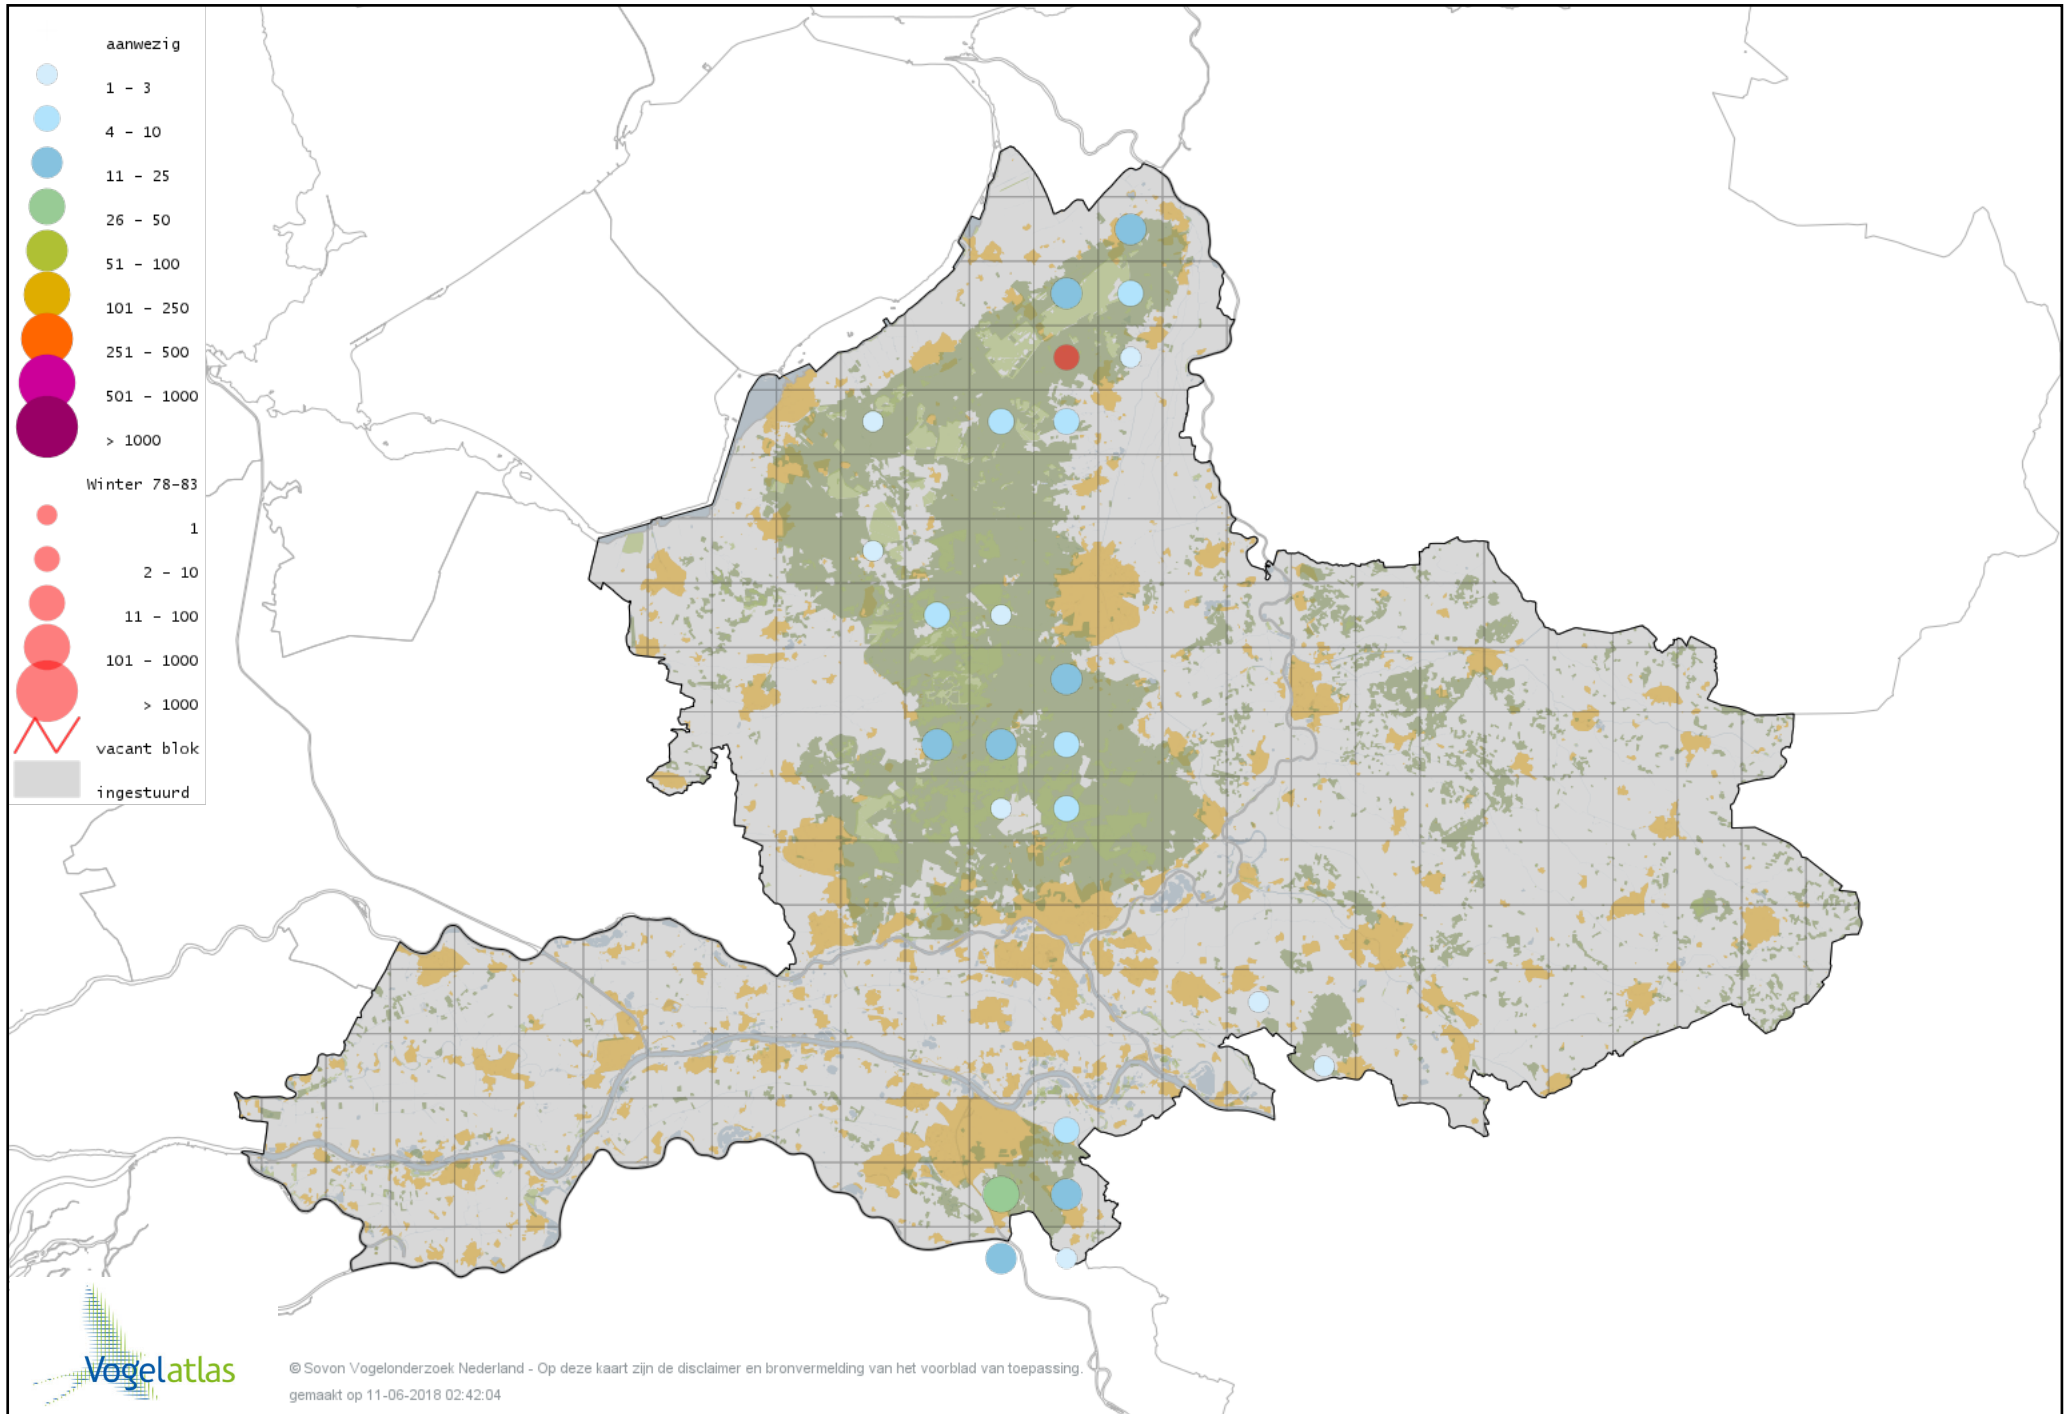 aanwezig
1 - 3
4 - 10
11 - 25
26 - 50
51 - 100
101 - 250
251 - 500
501 - 1000
> 1000
Winter 78-83
1
2 - 10
11 - 100
101 - 1000
> 1000
vacant blok
ingestuurd
Vogelatlas
© Sovon Vogelonderzoek Nederland - Op deze kaart zijn de disclaimer en bronvermelding van het voorblad van toepassing.
gemaakt op 11-06-2018 02:42:04